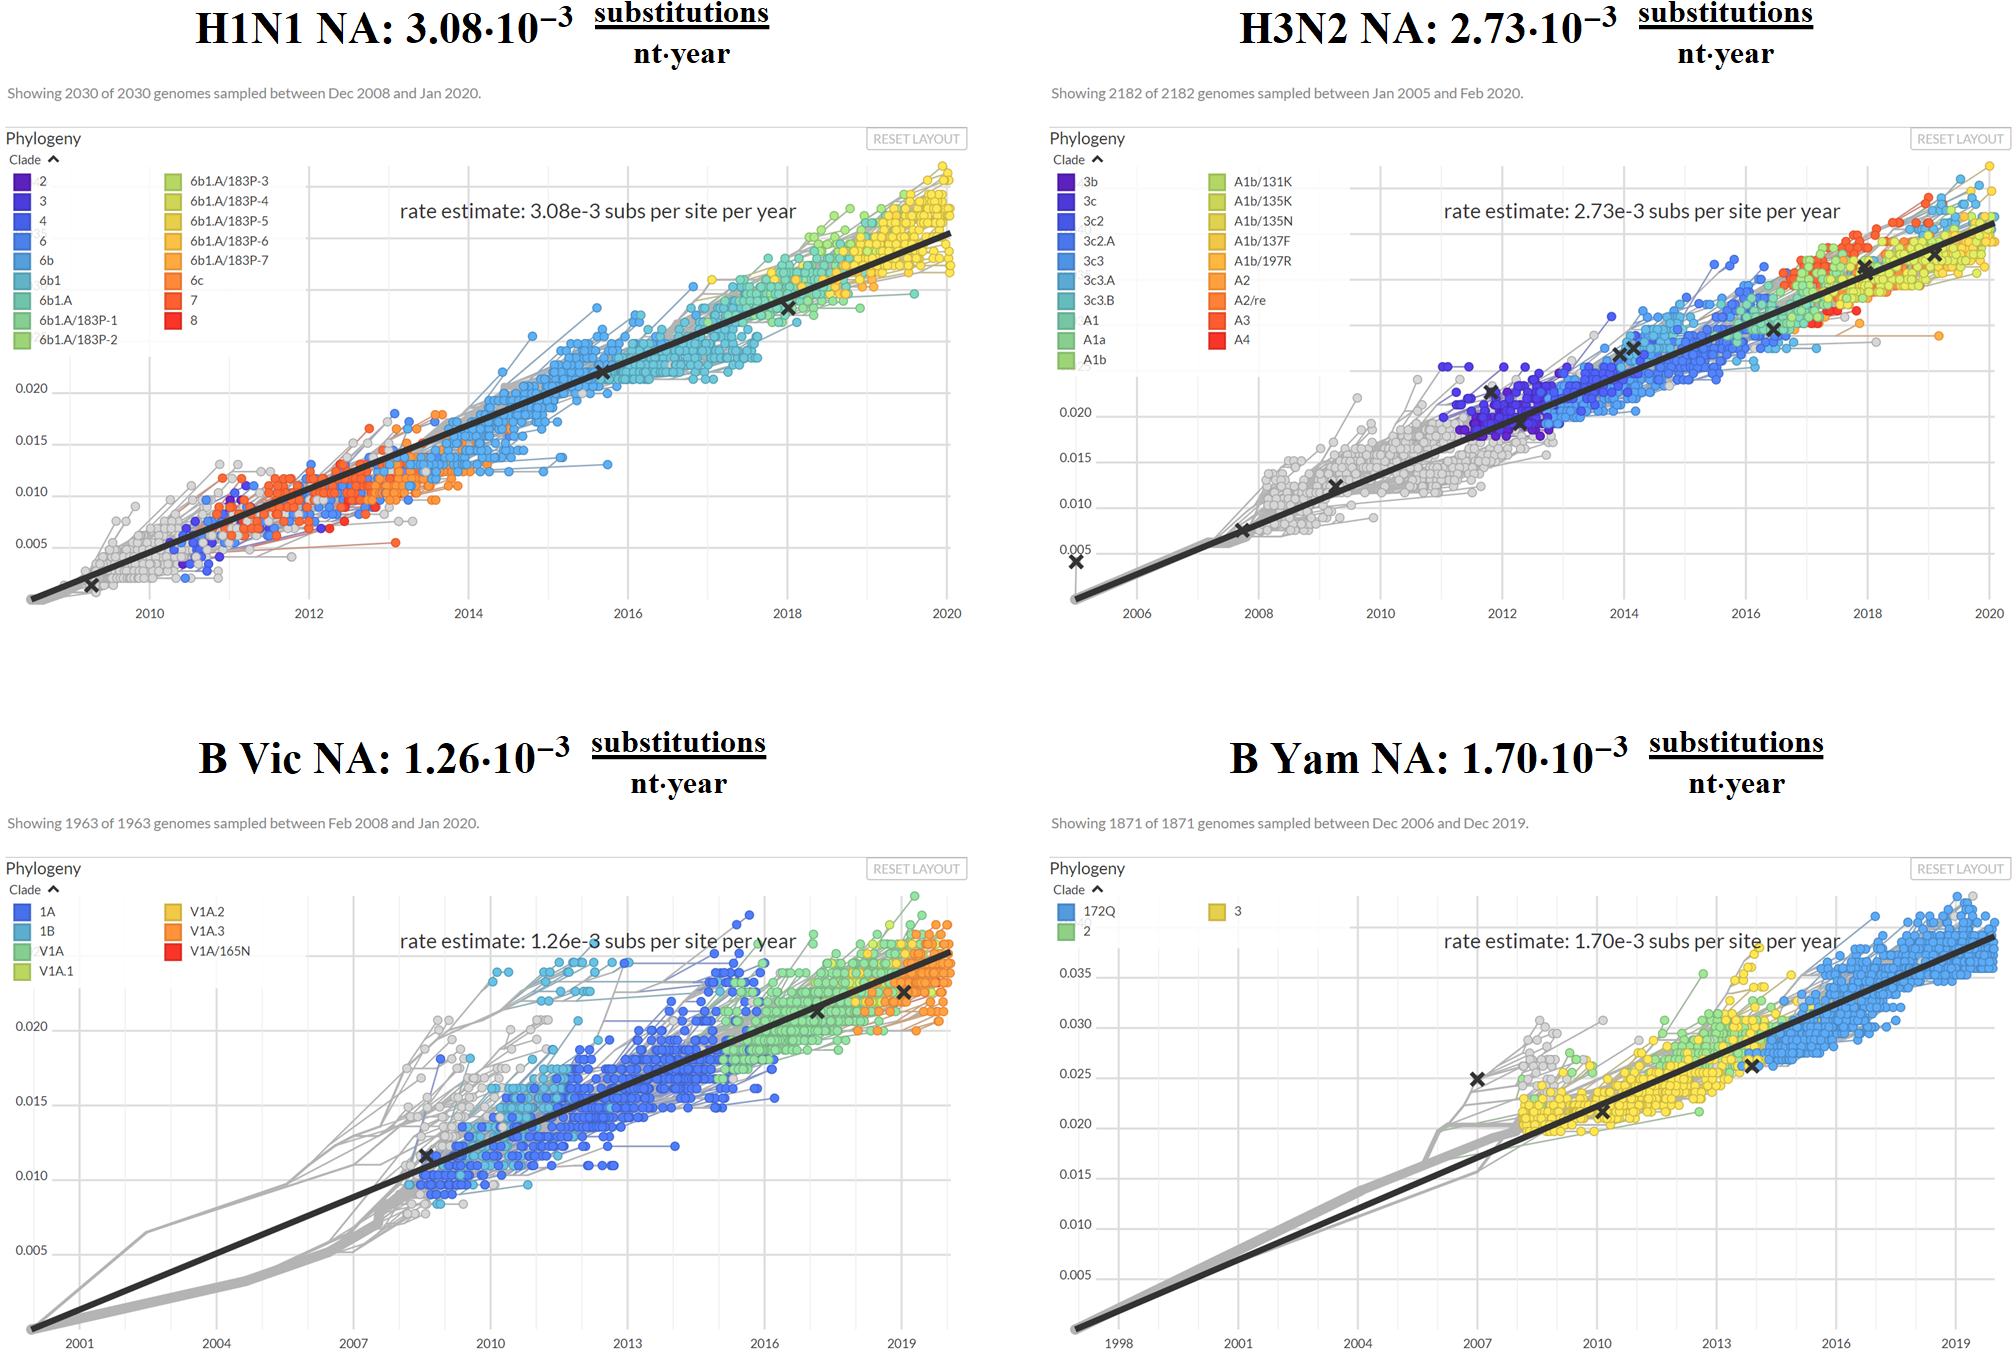 H1N1 NA: 3.08·10⁻³ substitutions
nt·year
Showing 2030 of 2030 genomes sampled between Dec 2008 and Jan 2020.
Phylogeny
RESET LAYOUT
Clade
2
3
4
6
6b
6b1
6b1.A
6b1.A/183P-1
6b1.A/183P-2
6b1.A/183P-3
6b1.A/183P-4
6b1.A/183P-5
6b1.A/183P-6
6b1.A/183P-7
6c
7
8
rate estimate: 3.08e-3 subs per site per year
0.020
0.015
0.010
0.005
2010 2012 2014 2016 2018 2020
H3N2 NA: 2.73·10⁻³ substitutions
nt·year
Showing 2182 of 2182 genomes sampled between Jan 2005 and Feb 2020.
Phylogeny
RESET LAYOUT
Clade
3b
3c
3c2
3c2.A
3c3
3c3.A
3c3.B
A1
A1a
A1b
A1b/131K
A1b/135K
A1b/135N
A1b/137F
A1b/197R
A2
A2/re
A3
A4
rate estimate: 2.73e-3 subs per site per year
0.020
0.015
0.010
0.005
2006 2008 2010 2012 2014 2016 2018 2020
B Vic NA: 1.26·10⁻³ substitutions
nt·year
Showing 1963 of 1963 genomes sampled between Feb 2008 and Jan 2020.
Phylogeny
RESET LAYOUT
Clade
1A
1B
V1A
V1A.1
V1A.2
V1A.3
V1A/165N
rate estimate: 1.26e-3 subs per site per year
0.020
0.015
0.010
0.005
2001 2004 2007 2010 2013 2016 2019
B Yam NA: 1.70·10⁻³ substitutions
nt·year
Showing 1871 of 1871 genomes sampled between Dec 2006 and Dec 2019.
Phylogeny
RESET LAYOUT
Clade
172Q
2
3
rate estimate: 1.70e-3 subs per site per year
0.035
0.030
0.025
0.020
0.015
0.010
0.005
1998 2001 2004 2007 2010 2013 2016 2019